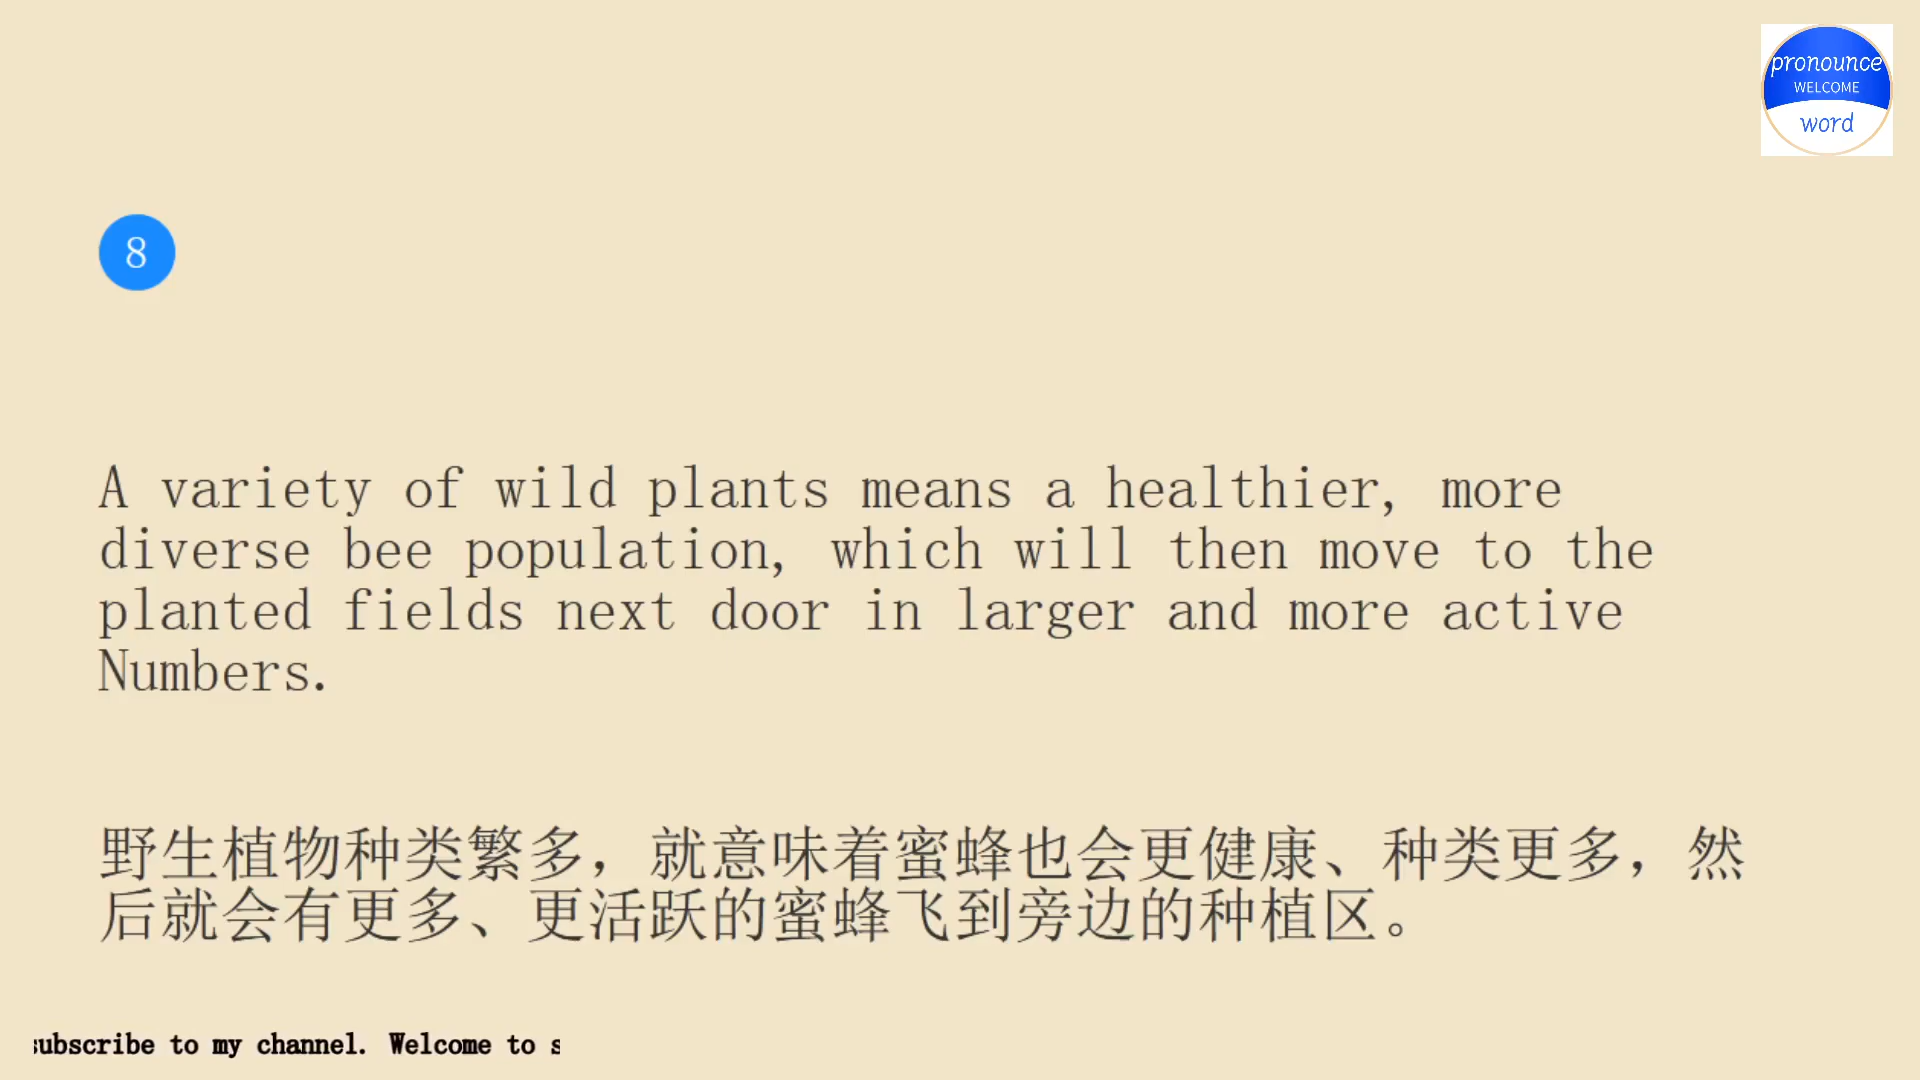 pronounce
WELCOME
word
8
A variety of wild plants means a healthier, more
diverse bee population, which will then move to the
planted fields next door in larger and more active
Numbers.
野生植物种类繁多，就意味着蜜蜂也会更健康、种类更多，然
后就会有更多、更活跃的蜜蜂飞到旁边的种植区。
subscribe to my channel. Welcome to s